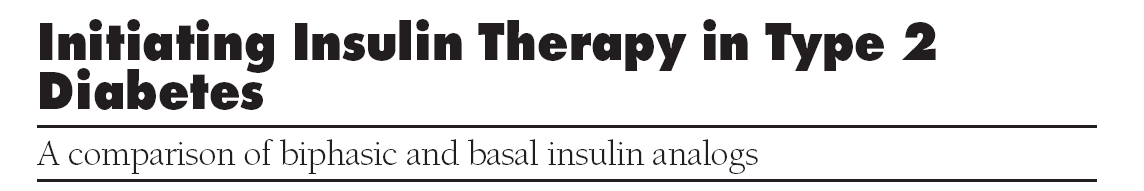 Initiating Insulin Therapy in Type 2
Diabetes
A comparison of biphasic and basal insulin analogs